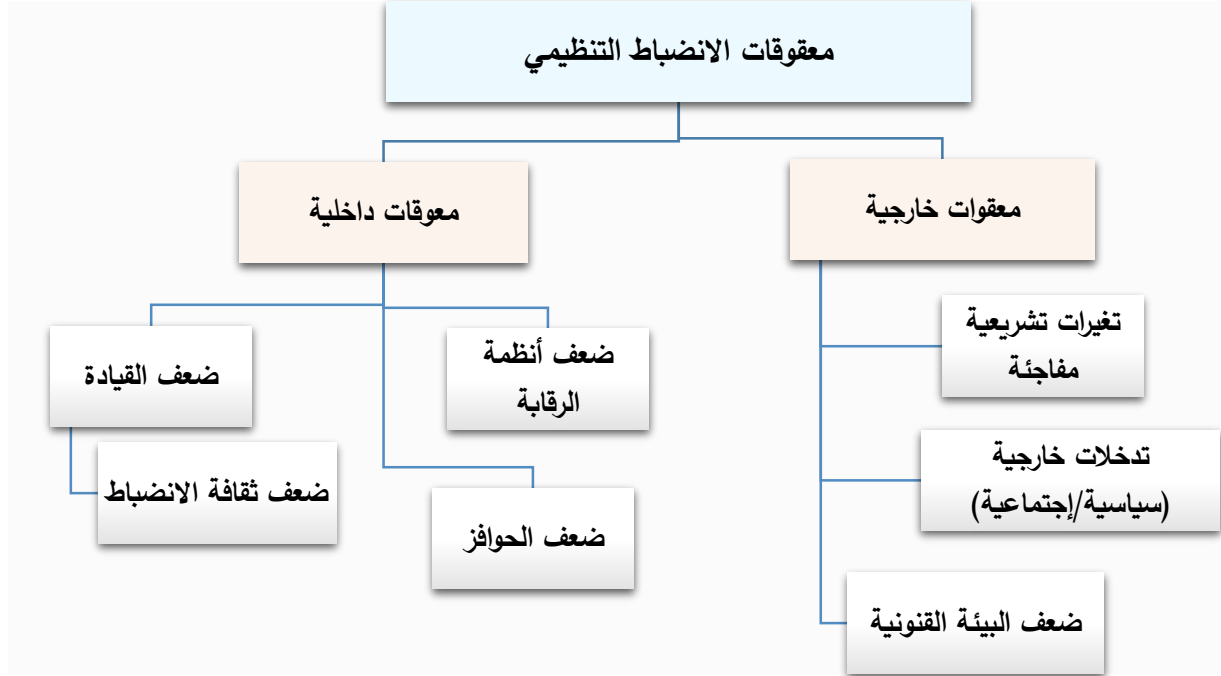 معقوقات الانضباط التنظيمي
معقوات خارجية
معوقات داخلية
تغيرات تشريعية
مفاجئة
تدخلات خارجية
(سياسية/إجتماعية)
ضعف البيئة القنونية
ضعف أنظمة
الرقابة
ضعف الحوافز
ضعف القيادة
ضعف ثقافة الانضباط